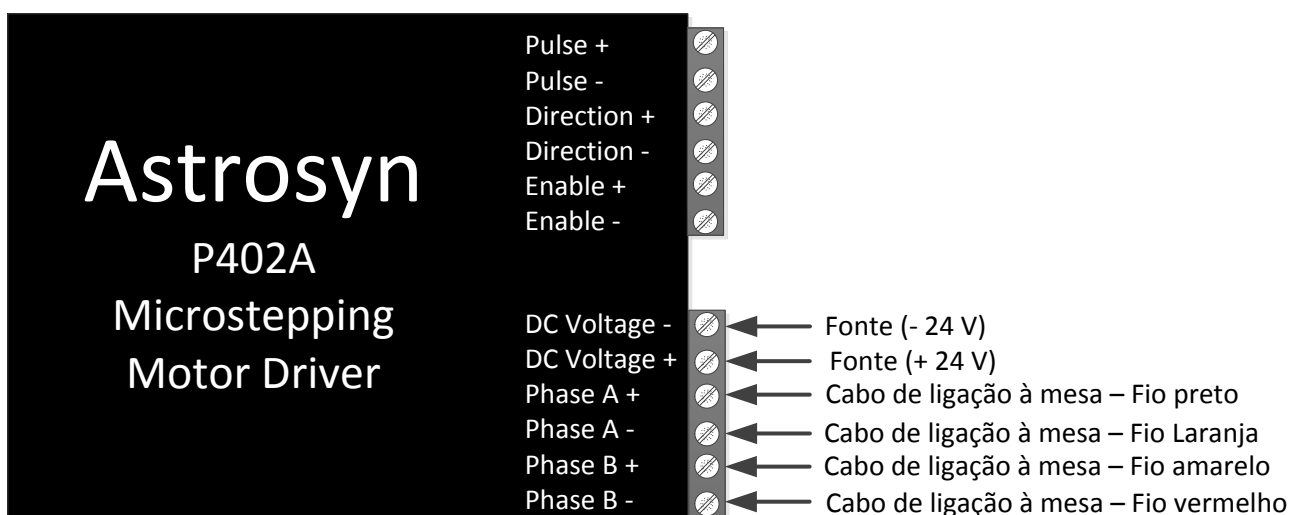 Astrosyn
P402A
Microstepping
Motor Driver
Pulse +
Pulse -
Direction +
Direction -
Enable +
Enable -
DC Voltage - Fonte (- 24 V)
DC Voltage + Fonte (+ 24 V)
Phase A + Cabo de ligação à mesa – Fio preto
Phase A - Cabo de ligação à mesa – Fio Laranja
Phase B + Cabo de ligação à mesa – Fio amarelo
Phase B - Cabo de ligação à mesa – Fio vermelho